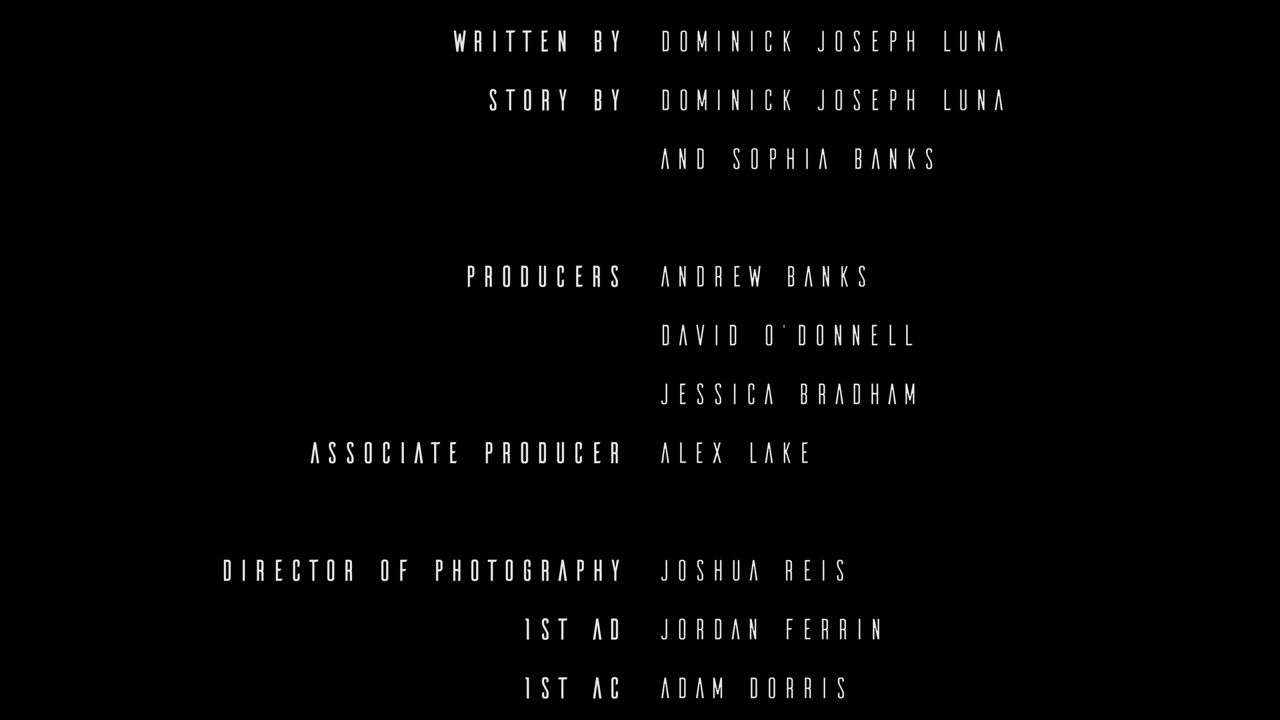 WRITTEN BY DOMINICK JOSEPH LUNA
STORY BY DOMINICK JOSEPH LUNA
AND SOPHIA BANKS
PRODUCERS ANDREW BANKS
DAVID O'DONNELL
JESSICA BRADHAM
ASSOCIATE PRODUCER ALEX LAKE
DIRECTOR OF PHOTOGRAPHY JOSHUA REIS
1ST AD JORDAN FERRIN
1ST AC ADAM DORRIS